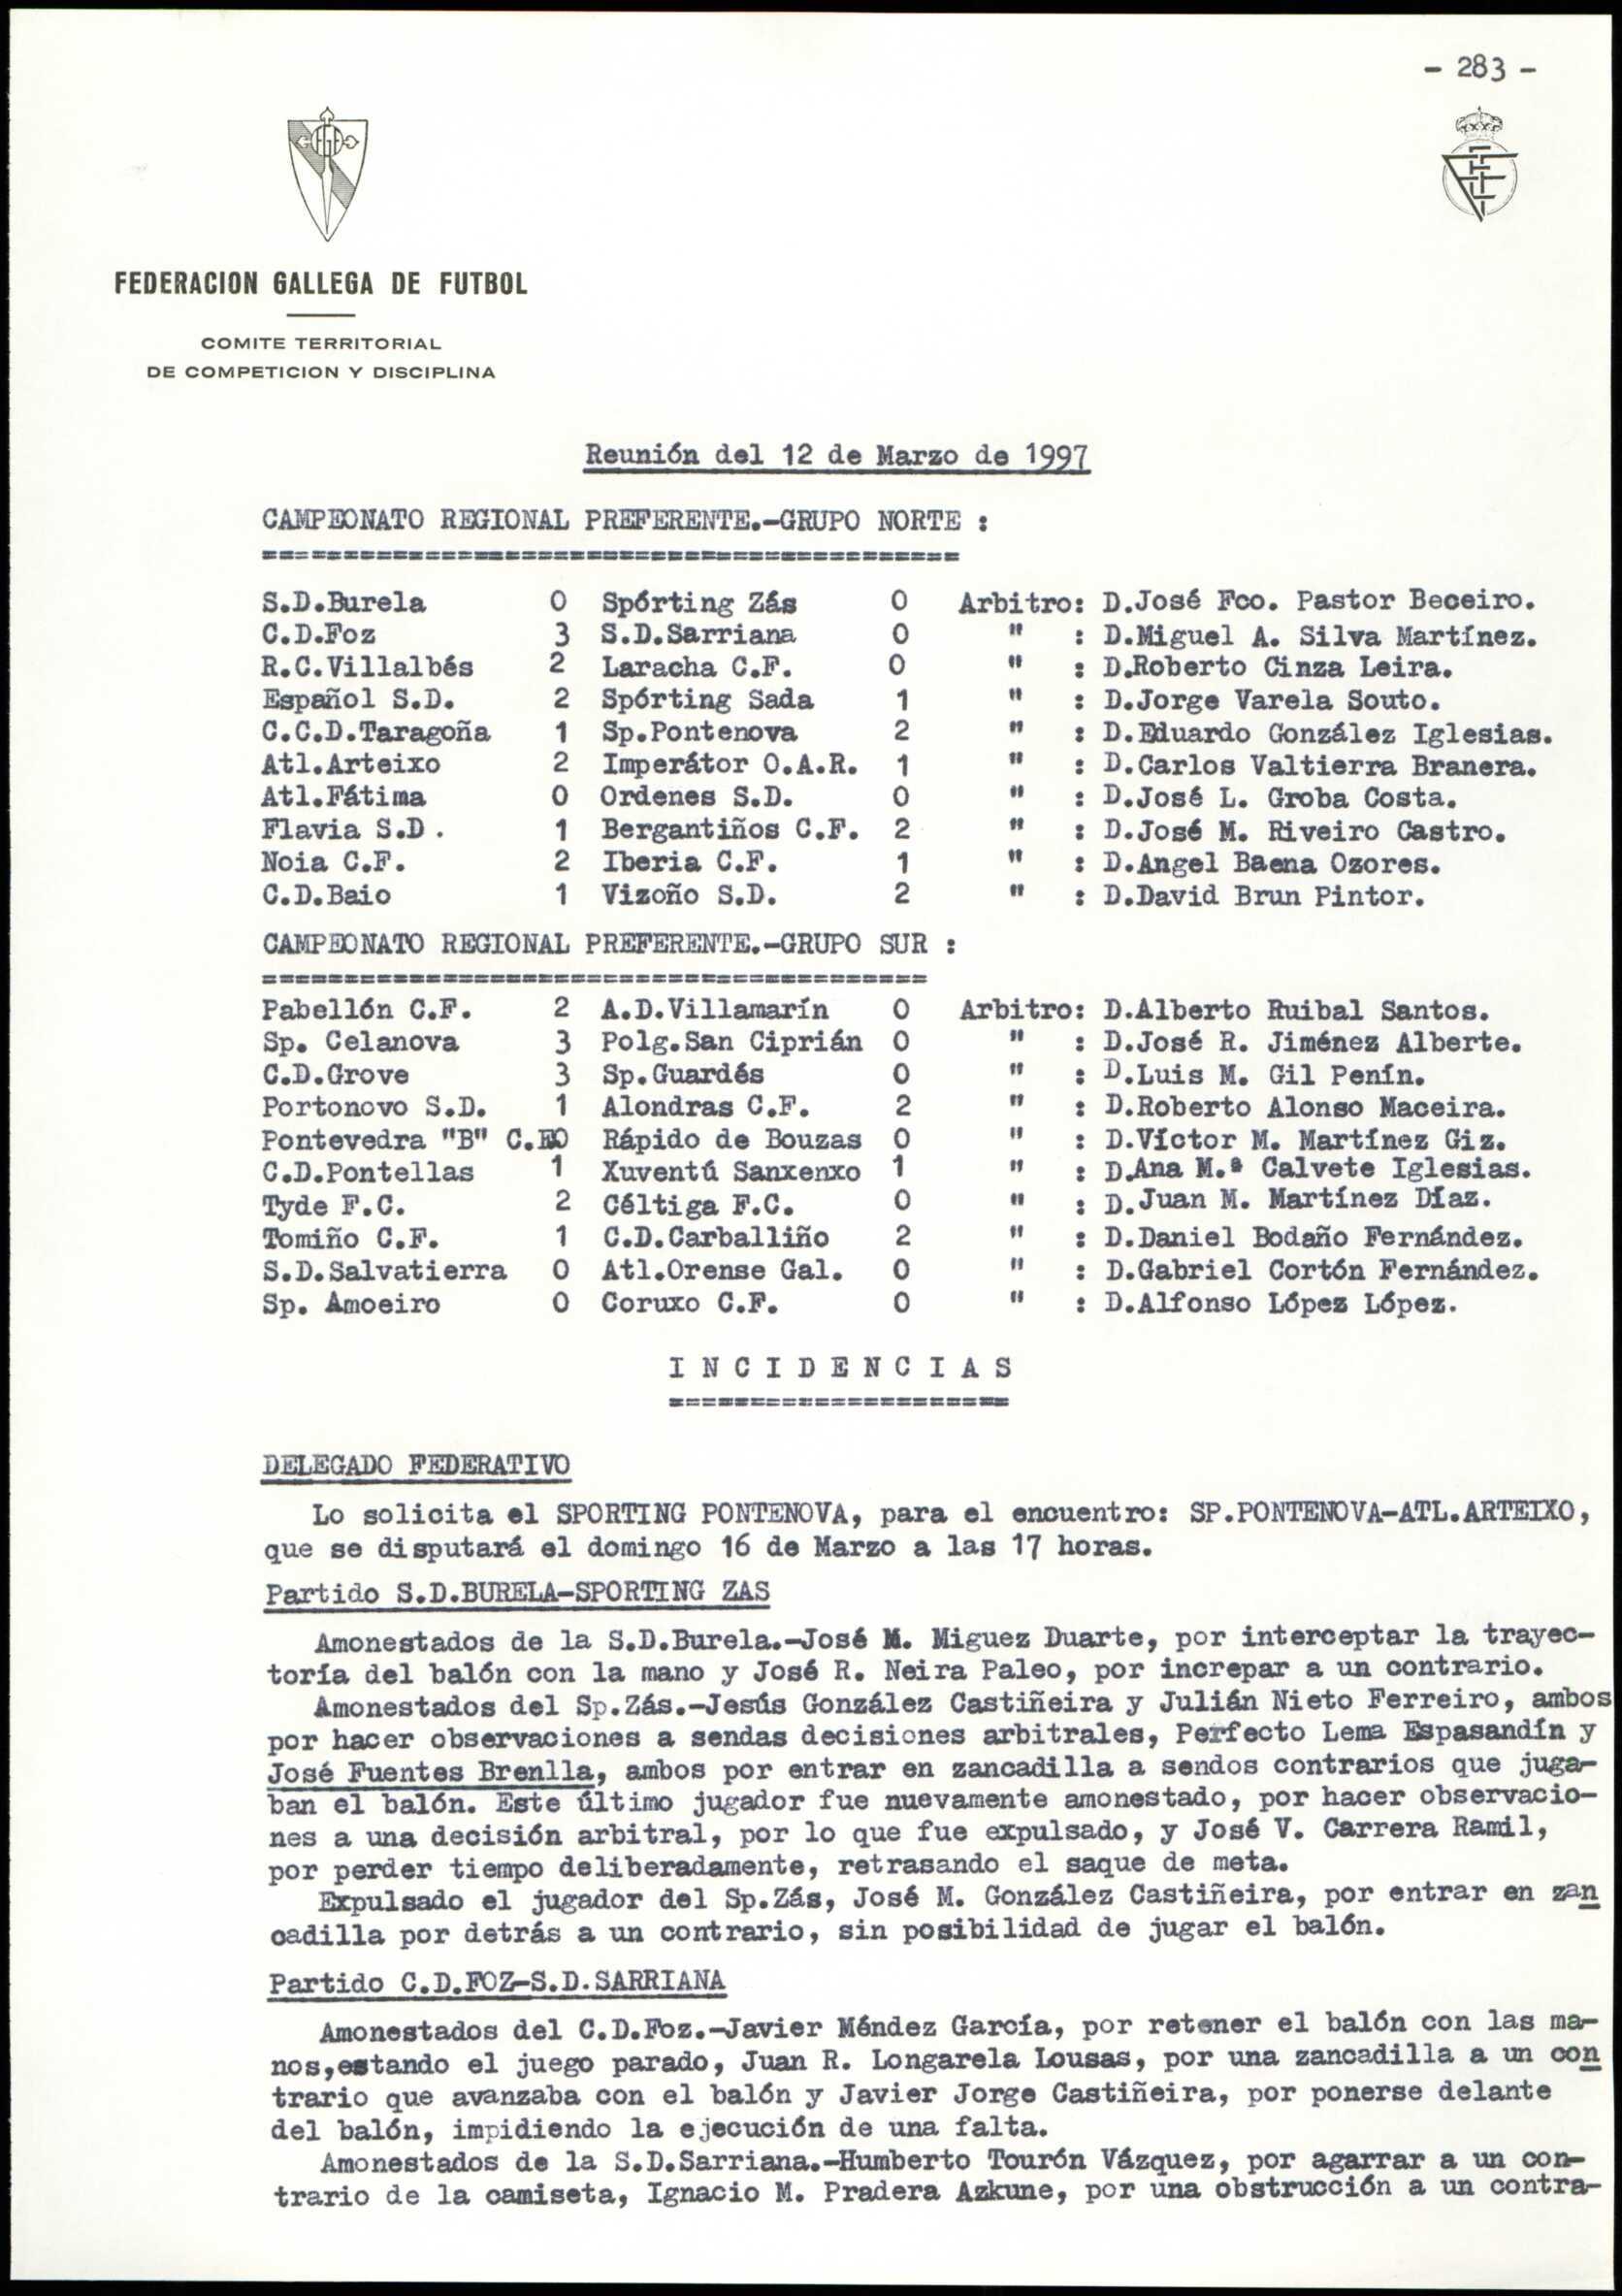 - 283 -
FEDERACION GALLEGA DE FUTBOL
COMITE TERRITORIAL
DE COMPETICION Y DISCIPLINA
Reunión del 12 de Marzo de 1997
CAMPEONATO REGIONAL PREFERENTE.-GRUPO NORTE :
===========================================
S.D.Burela 0 Spórting Zás 0 Arbitro: D.José Fco. Pastor Beceiro.
C.D.Foz 3 S.D.Sarriana 0 " : D.Miguel A. Silva Martínez.
R.C.Villalbés 2 Laracha C.F. 0 " : D.Roberto Cinza Leira.
Español S.D. 2 Spórting Sada 1 " : D.Jorge Varela Souto.
C.C.D.Taragoña 1 Sp.Pontenova 2 " : D.Eduardo González Iglesias.
Atl.Arteixo 2 Imperátor O.A.R. 1 " : D.Carlos Valtierra Branera.
Atl.Fátima 0 Ordenes S.D. 0 " : D.José L. Groba Costa.
Flavia S.D . 1 Bergantiños C.F. 2 " : D.José M. Riveiro Castro.
Noia C.F. 2 Iberia C.F. 1 " : D.Angel Baena Ozores.
C.D.Baio 1 Vizoño S.D. 2 " : D.David Brun Pintor.
CAMPEONATO REGIONAL PREFERENTE.-GRUPO SUR :
=========================================
Pabellón C.F. 2 A.D.Villamarín 0 Arbitro: D.Alberto Ruibal Santos.
Sp. Celanova 3 Polg.San Ciprián 0 " : D.José R. Jiménez Alberte.
C.D.Grove 3 Sp.Guardés 0 " : D.Luis M. Gil Penín.
Portonovo S.D. 1 Alondras C.F. 2 " : D.Roberto Alonso Maceira.
Pontevedra "B" C.F. 0 Rápido de Bouzas 0 " : D.Víctor M. Martínez Giz.
C.D.Pontellas 1 Xuventú Sanxenxo 1 " : D.Ana M.ª Calvete Iglesias.
Tyde F.C. 2 Céltiga F.C. 0 " : D.Juan M. Martínez Díaz.
Tomiño C.F. 1 C.D.Carballiño 2 " : D.Daniel Bodaño Fernández.
S.D.Salvatierra 0 Atl.Orense Gal. 0 " : D.Gabriel Cortón Fernández.
Sp. Amoeiro 0 Coruxo C.F. 0 " : D.Alfonso López López.
I N C I D E N C I A S
=====================
DELEGADO FEDERATIVO
Lo solicita el SPORTING PONTENOVA, para el encuentro: SP.PONTENOVA-ATL.ARTEIXO,
que se disputará el domingo 16 de Marzo a las 17 horas.
Partido S.D.BURELA-SPORTING ZAS
Amonestados de la S.D.Burela.-José M. Miguez Duarte, por interceptar la trayec-
toría del balón con la mano y José R. Neira Paleo, por increpar a un contrario.
Amonestados del Sp.Zás.-Jesús González Castiñeira y Julián Nieto Ferreiro, ambos
por hacer observaciones a sendas decisiones arbitrales, Perfecto Lema Espasandín y
José Fuentes Brenlla, ambos por entrar en zancadilla a sendos contrarios que juga-
ban el balón. Este último jugador fue nuevamente amonestado, por hacer observacio-
nes a una decisión arbitral, por lo que fue expulsado, y José V. Carrera Ramil,
por perder tiempo deliberadamente, retrasando el saque de meta.
Expulsado el jugador del Sp.Zás, José M. González Castiñeira, por entrar en zan
cadilla por detrás a un contrario, sin posibilidad de jugar el balón.
Partido C.D.FOZ-S.D.SARRIANA
Amonestados del C.D.Foz.-Javier Méndez García, por retener el balón con las ma-
nos,estando el juego parado, Juan R. Longarela Lousas, por una zancadilla a un con
trario que avanzaba con el balón y Javier Jorge Castiñeira, por ponerse delante
del balón, impidiendo la ejecución de una falta.
Amonestados de la S.D.Sarriana.-Humberto Tourón Vázquez, por agarrar a un con-
trario de la camiseta, Ignacio M. Pradera Azkune, por una obstrucción a un contra-